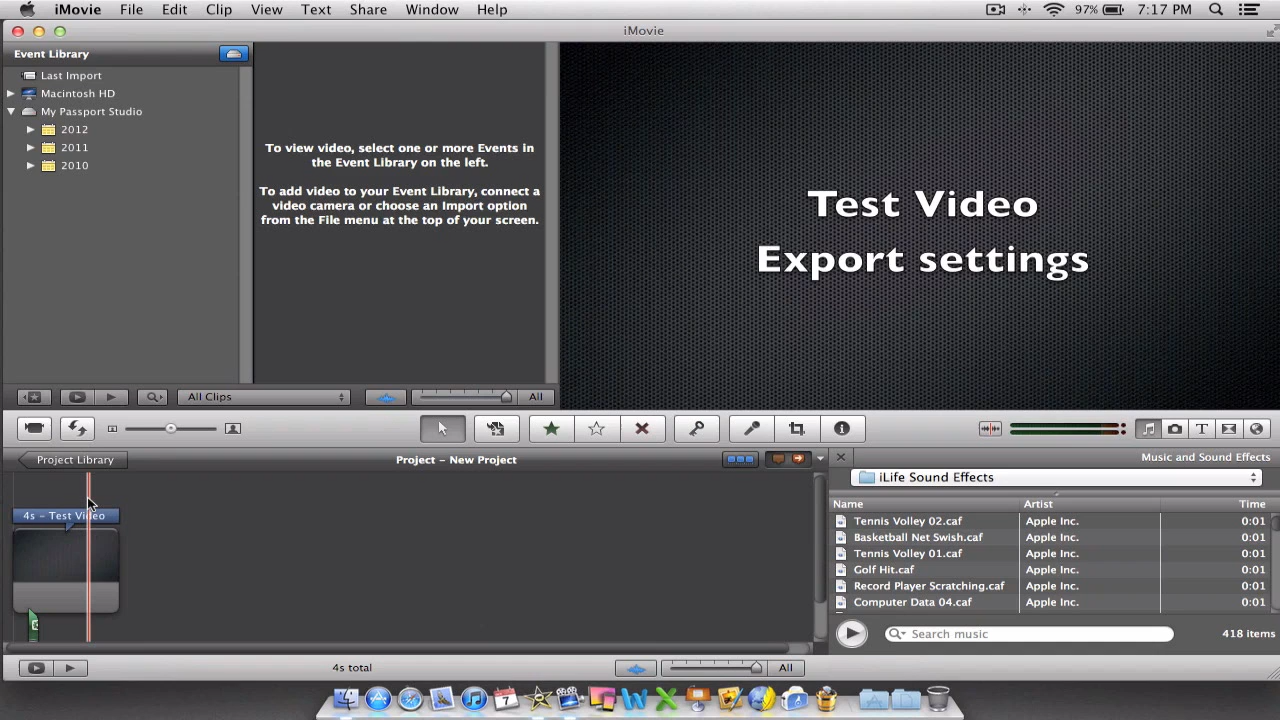 iMovie File Edit Clip View Text Share Window Help 97% 7:17 PM
iMovie
Event Library
Last Import
Macintosh HD
My Passport Studio
2012
2011
2010
To view video, select one or more Events in
the Event Library on the left.
To add video to your Event Library, connect a
video camera or choose an Import option
from the File menu at the top of your screen.
Test Video
Export settings
All Clips All
Project Library Project – New Project
4s – Test Video
4s total All
Music and Sound Effects
iLife Sound Effects
Name Artist Time
Tennis Volley 02.caf Apple Inc. 0:01
Basketball Net Swish.caf Apple Inc. 0:01
Tennis Volley 01.caf Apple Inc. 0:01
Golf Hit.caf Apple Inc. 0:01
Record Player Scratching.caf Apple Inc. 0:01
Computer Data 04.caf Apple Inc. 0:01
Search music 418 items